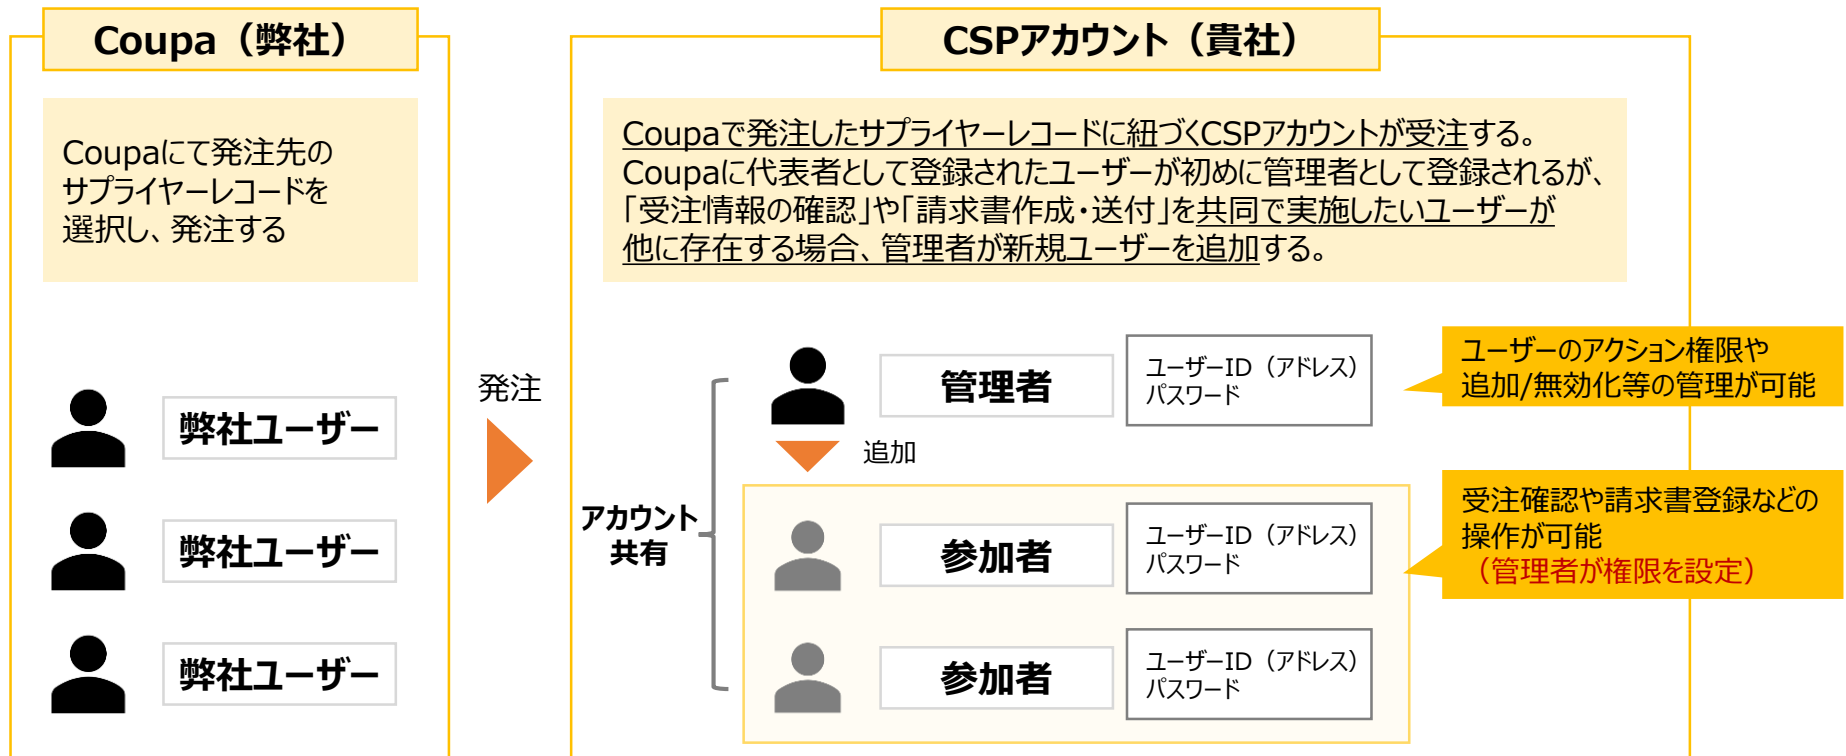 Coupa（弊社）
Coupaにて発注先の
サプライヤーレコードを
選択し、発注する
弊社ユーザー
弊社ユーザー
弊社ユーザー
発注
CSPアカウント（貴社）
Coupaで発注したサプライヤーレコードに紐づくCSPアカウントが受注する。
Coupaに代表者として登録されたユーザーが初めに管理者として登録されるが、
「受注情報の確認」や「請求書作成・送付」を共同で実施したいユーザーが
他に存在する場合、管理者が新規ユーザーを追加する。
アカウント
共有
管理者
ユーザーID（アドレス）
パスワード
ユーザーのアクション権限や
追加/無効化等の管理が可能
追加
参加者
ユーザーID（アドレス）
パスワード
受注確認や請求書登録などの
操作が可能
（管理者が権限を設定）
参加者
ユーザーID（アドレス）
パスワード